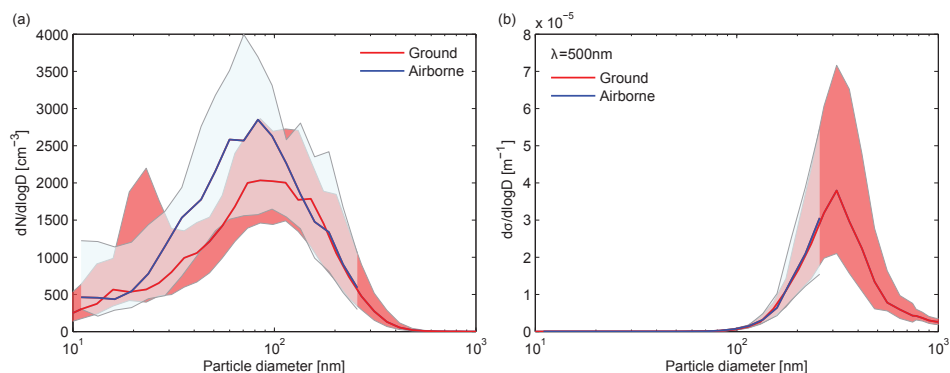 (a)
4000
3500
3000
2500
2000
1500
1000
500
0
dN/dlogD [cm⁻³]
Ground
Airborne
10¹
10²
10³
Particle diameter [nm]
(b)
x 10⁻⁵
8
7
6
5
4
3
2
1
0
dσ/dlogD [m⁻¹]
λ=500nm
Ground
Airborne
10¹
10²
10³
Particle diameter [nm]